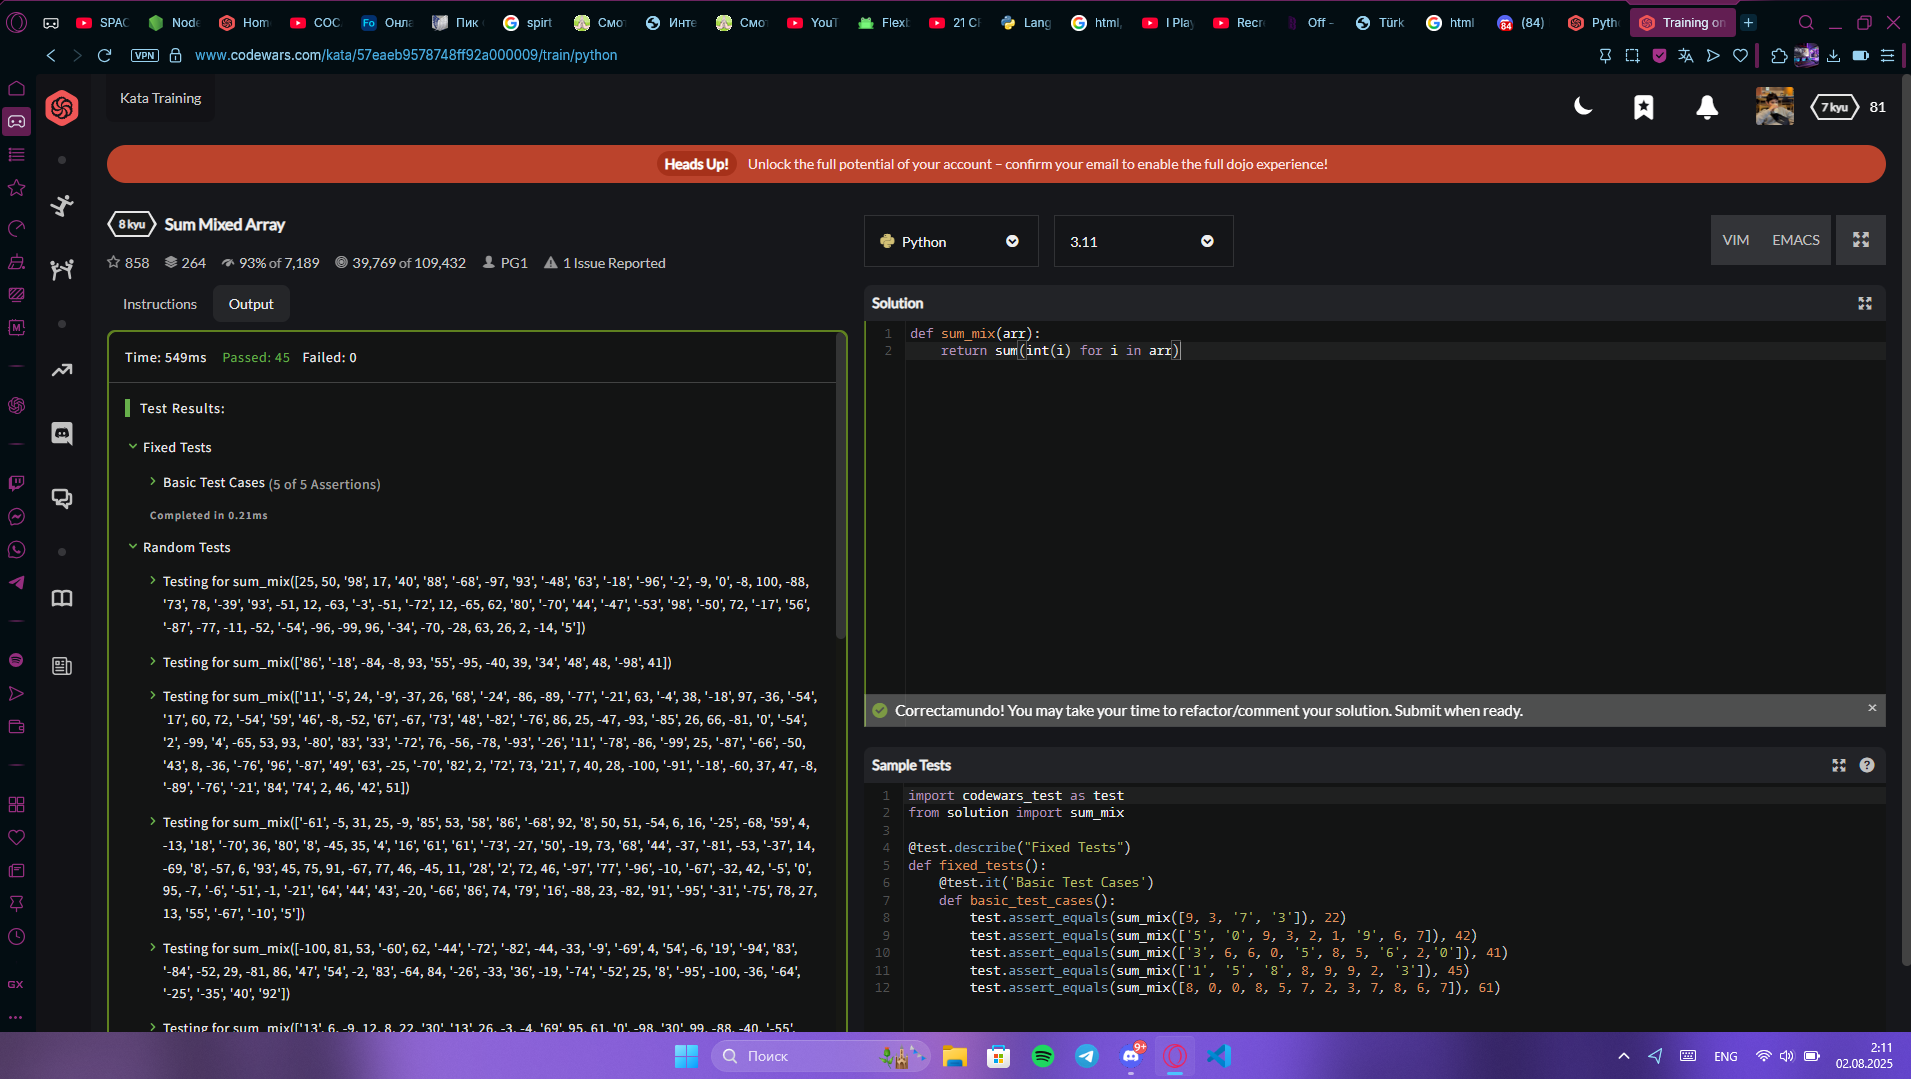 SPAC
Node
Hom
COC
Онла
Пик
spirt
Смот
Инте
Смот
YouT
Flexb
21 Cl
Lang
html,
I Play
Recr
Off -
Türk
html
(84)
Pyth
Training on
VPN
www.codewars.com/kata/57eaeb9578748ff92a000009/train/python
Kata Training
7 kyu
81
Heads Up!
Unlock the full potential of your account – confirm your email to enable the full dojo experience!
8 kyu
Sum Mixed Array
858
264
93% of 7,189
39,769 of 109,432
PG1
1 Issue Reported
Instructions
Output
Time: 549ms Passed: 45 Failed: 0
Test Results:
Fixed Tests
Basic Test Cases (5 of 5 Assertions)
Completed in 0.21ms
Random Tests
Testing for sum_mix([25, 50, '98', 17, '40', '88', '-68', -97, '93', '-48', '63', '-18', '-96', '-2', -9, '0', -8, 100, -88,
'73', 78, '-39', '93', -51, 12, -63, '-3', -51, '-72', 12, -65, 62, '80', '-70', '44', '-47', '-53', '98', '-50', 72, '-17', '56',
'-87', -77, -11, -52, '-54', -96, -99, 96, '-34', -70, -28, 63, 26, 2, -14, '5'])
Testing for sum_mix(['86', '-18', -84, -8, 93, '55', -95, -40, 39, '34', '48', 48, '-98', 41])
Testing for sum_mix(['11', '-5', 24, '-9', -37, 26, '68', '-24', -86, -89, '-77', '-21', 63, '-4', 38, '-18', 97, -36, '-54',
'17', 60, 72, '-54', '59', '46', -8, -52, '67', -67, '73', '48', '-82', '-76', 86, 25, -47, -93, '-85', 26, 66, -81, '0', '-54',
'2', -99, '4', -65, 53, 93, '-80', '83', '33', '-72', 76, -56, -78, '-93', '-26', '11', '-78', -86, '-99', 25, '-87', '-66', -50,
'43', 8, -36, '-76', '96', '-87', '49', '63', -25, '-70', '82', 2, '72', 73, '21', 7, 40, 28, -100, '-91', '-18', -60, 37, 47, -8,
'-89', '-76', '-21', '84', '74', 2, 46, '42', 51])
Testing for sum_mix(['-61', -5, 31, 25, -9, '85', 53, '58', '86', '-68', 92, '8', 50, 51, -54, 6, 16, '-25', -68, '59', 4,
-13, '18', '-70', 36, '80', '8', -45, 35, '4', '16', '61', '61', '-73', -27, '50', -19, 73, '68', '44', -37, '-81', -53, '-37', 14,
-69, '8', -57, 6, '93', 45, 75, 91, -67, 77, 46, -45, 11, '28', '2', 72, 46, '-97', '77', '-96', -10, '-67', -32, 42, '-5', '0',
95, -7, '-6', '-51', -1, '-21', '64', '44', '43', -20, '-66', '86', 74, '79', '16', -88, 23, -82, '91', '-95', '-31', '-75', 78, 27,
13, '55', '-67', '-10', '5'])
Testing for sum_mix([-100, 81, 53, '-60', 62, '-44', '-72', '-82', -44, -33, '-9', '-69', 4, '54', -6, '19', '-94', '83',
'-84', -52, 29, -81, 86, '47', '54', -2, '83', -64, 84, '-26', -33, '36', -19, '-74', '-52', 25, '8', '-95', -100, -36, '-64',
'-25', '-35', '40', '92'])
Testing for sum_mix(['13', 6, -9, 12, 8, 22, '30', '13', 26, -3, -4, '69', 95, 61, '0', -98, '30', 99, -88, -40, '-55',
Python
3.11
VIM
EMACS
Solution
1 def sum_mix(arr):
2 return sum(int(i) for i in arr)
Correctamundo! You may take your time to refactor/comment your solution. Submit when ready.
Sample Tests
1 import codewars_test as test
2 from solution import sum_mix
3
4 @test.describe("Fixed Tests")
5 def fixed_tests():
6 @test.it('Basic Test Cases')
7 def basic_test_cases():
8 test.assert_equals(sum_mix([9, 3, '7', '3']), 22)
9 test.assert_equals(sum_mix(['5', '0', 9, 3, 2, 1, '9', 6, 7]), 42)
10 test.assert_equals(sum_mix(['3', 6, 6, 0, '5', 8, 5, '6', 2,'0']), 41)
11 test.assert_equals(sum_mix(['1', '5', '8', 8, 9, 9, 2, '3']), 45)
12 test.assert_equals(sum_mix([8, 0, 0, 8, 5, 7, 2, 3, 7, 8, 6, 7]), 61)
GX
Поиск
9+
ENG
2:11
02.08.2025